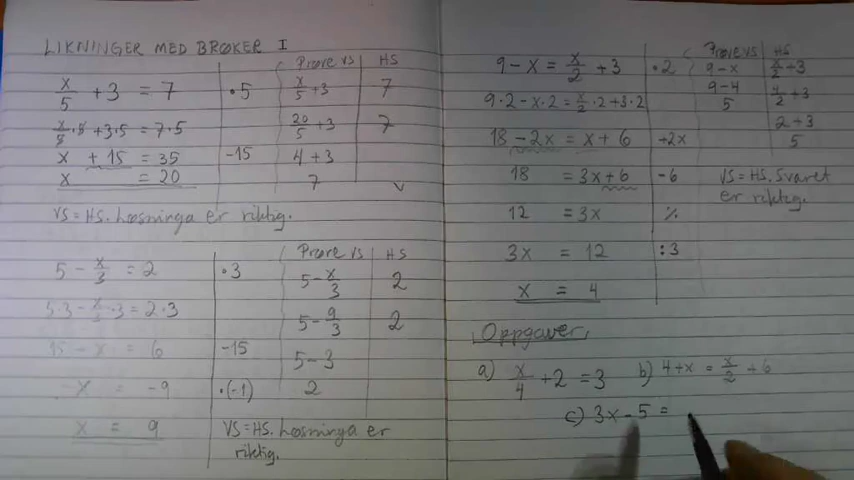 LIKNINGER MED BRØKER I
x/5 + 3 = 7 | ·5
x/5 · 5 + 3·5 = 7·5
x + 15 = 35 | -15
x = 20
Prøve VS | HS
x/5 + 3 | 7
20/5 + 3 | 7
4 + 3
7 | v
VS = HS. Løsninga er riktig.
5 - x/3 = 2 | ·3
5·3 - x/3 · 3 = 2·3
15 - x = 6 | -15
-x = -9 | ·(-1)
x = 9
Prøve VS | HS
5 - x/3 | 2
5 - 9/3 | 2
5 - 3
2
VS = HS. Løsninga er
riktig.
9 - x = x/2 + 3 | ·2
9·2 - x·2 = x/2 · 2 + 3·2
18 - 2x = x + 6 | +2x
18 = 3x + 6 | -6
12 = 3x | %
3x = 12 | :3
x = 4
Prøve VS | HS
9 - x | x/2 + 3
9 - 4 | 4/2 + 3
5 | 2 + 3
5
VS = HS. Svaret
er riktig.
Oppgaver
a) x/4 + 2 = 3 b) 4 + x = x/2 + 6
c) 3x - 5 =